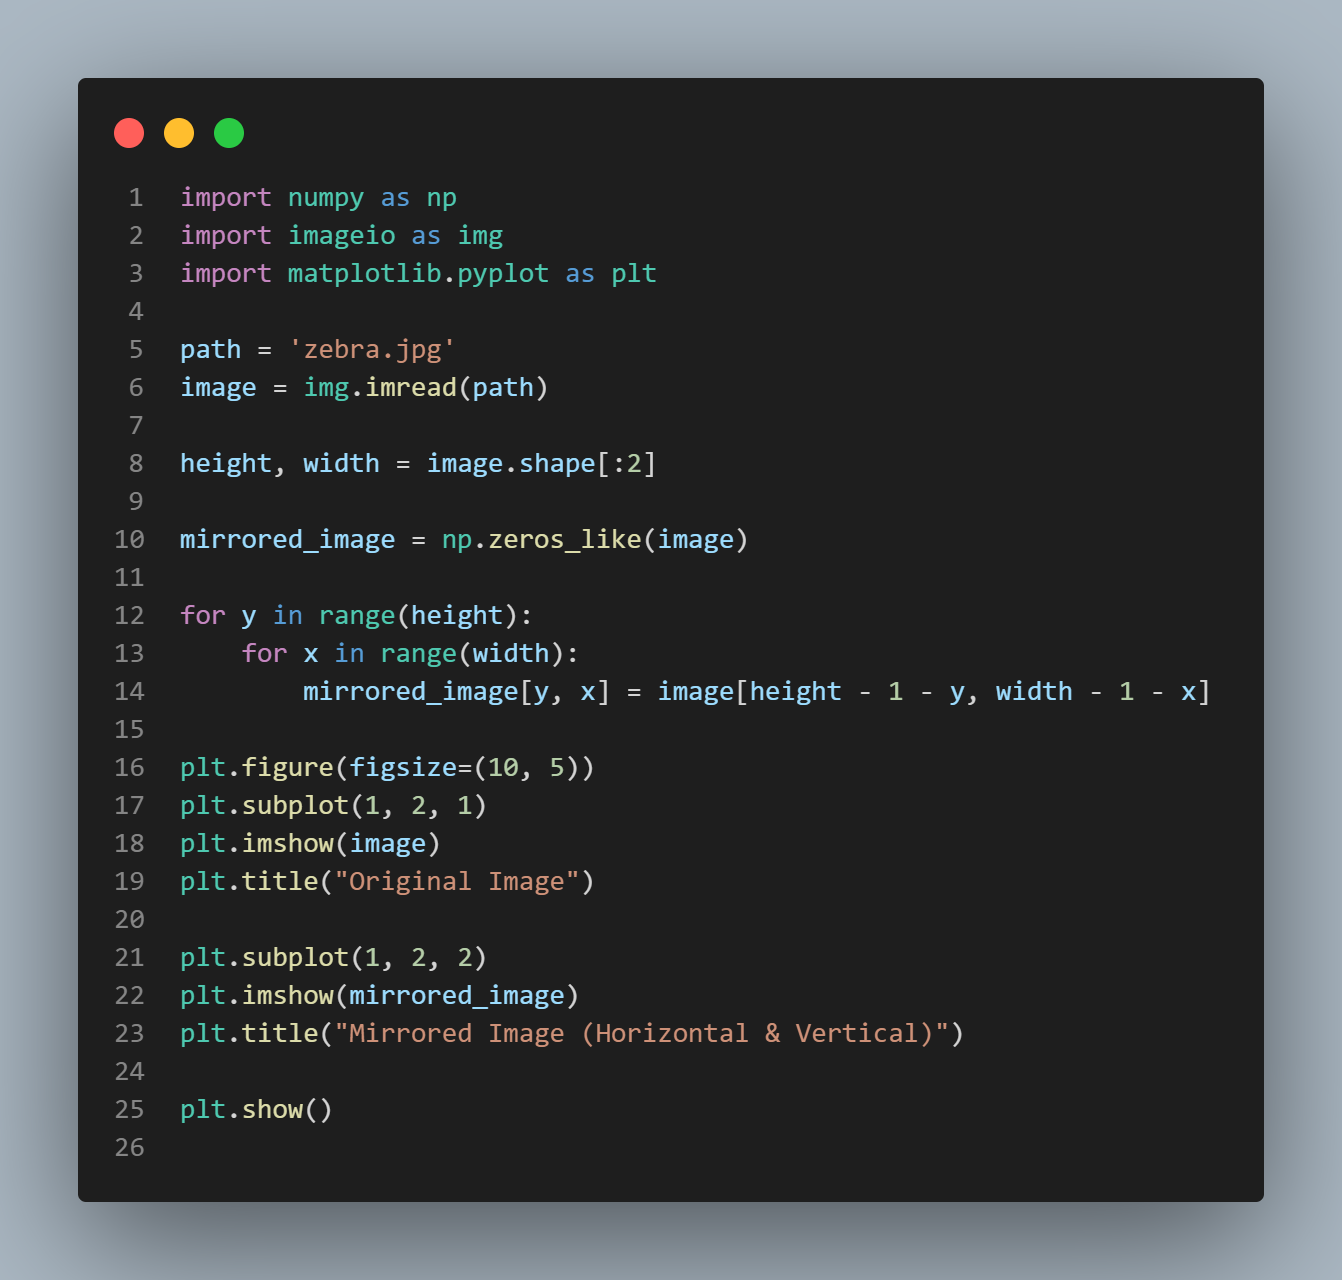 1 import numpy as np
2 import imageio as img
3 import matplotlib.pyplot as plt
4
5 path = 'zebra.jpg'
6 image = img.imread(path)
7
8 height, width = image.shape[:2]
9
10 mirrored_image = np.zeros_like(image)
11
12 for y in range(height):
13     for x in range(width):
14         mirrored_image[y, x] = image[height - 1 - y, width - 1 - x]
15
16 plt.figure(figsize=(10, 5))
17 plt.subplot(1, 2, 1)
18 plt.imshow(image)
19 plt.title("Original Image")
20
21 plt.subplot(1, 2, 2)
22 plt.imshow(mirrored_image)
23 plt.title("Mirrored Image (Horizontal & Vertical)")
24
25 plt.show()
26